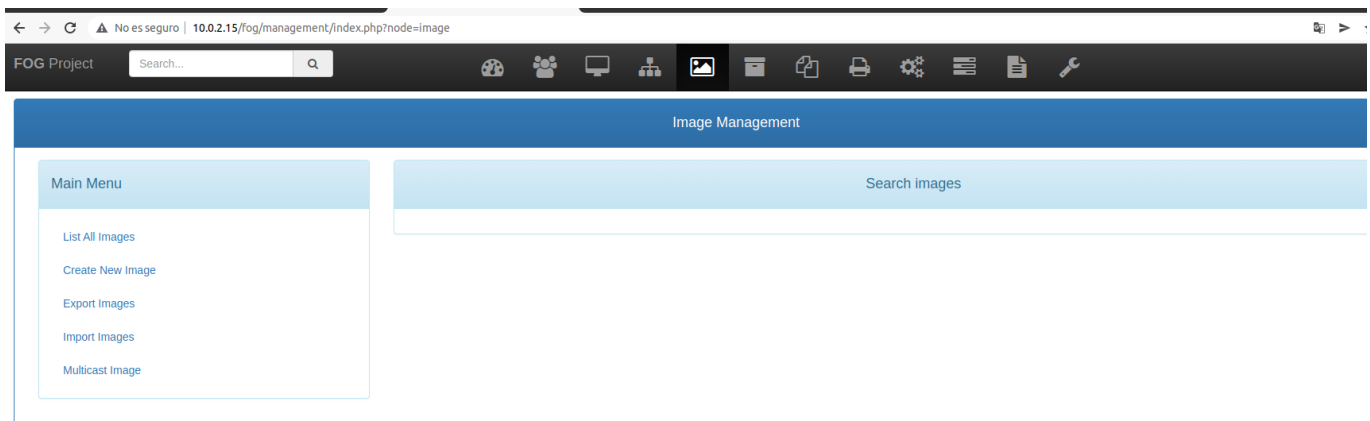 No es seguro | 10.0.2.15/fog/management/index.php?node=image
FOG Project Search...
Image Management
Main Menu
Search images
List All Images
Create New Image
Export Images
Import Images
Multicast Image